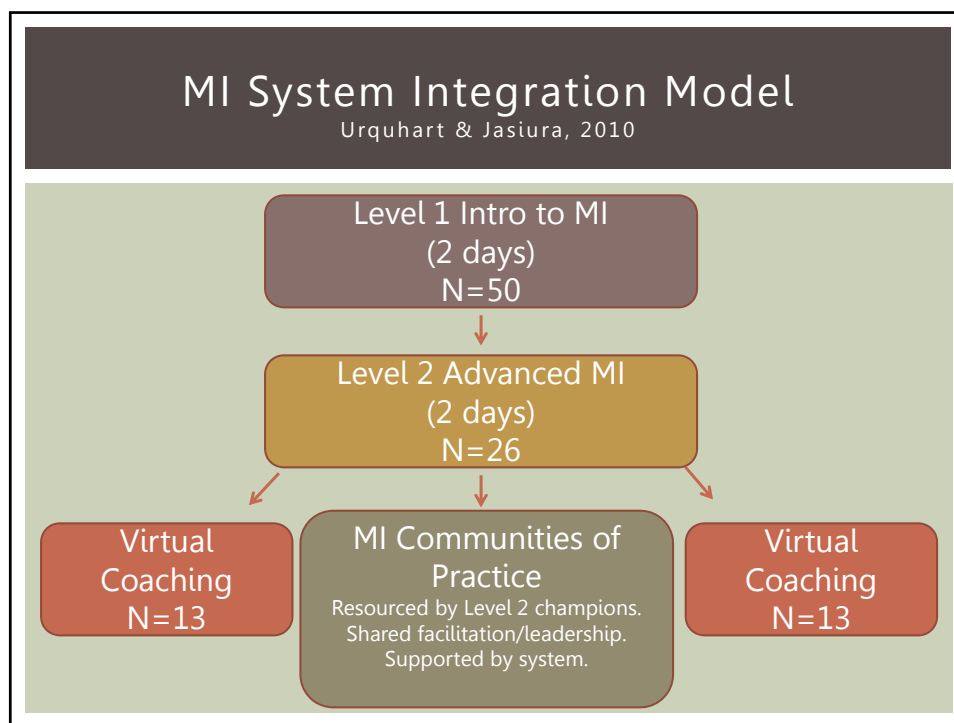 MI System Integration Model
Urquhart & Jasiura, 2010
Level 1 Intro to MI
(2 days)
N=50
Level 2 Advanced MI
(2 days)
N=26
Virtual
Coaching
N=13
MI Communities of
Practice
Resourced by Level 2 champions.
Shared facilitation/leadership.
Supported by system.
Virtual
Coaching
N=13